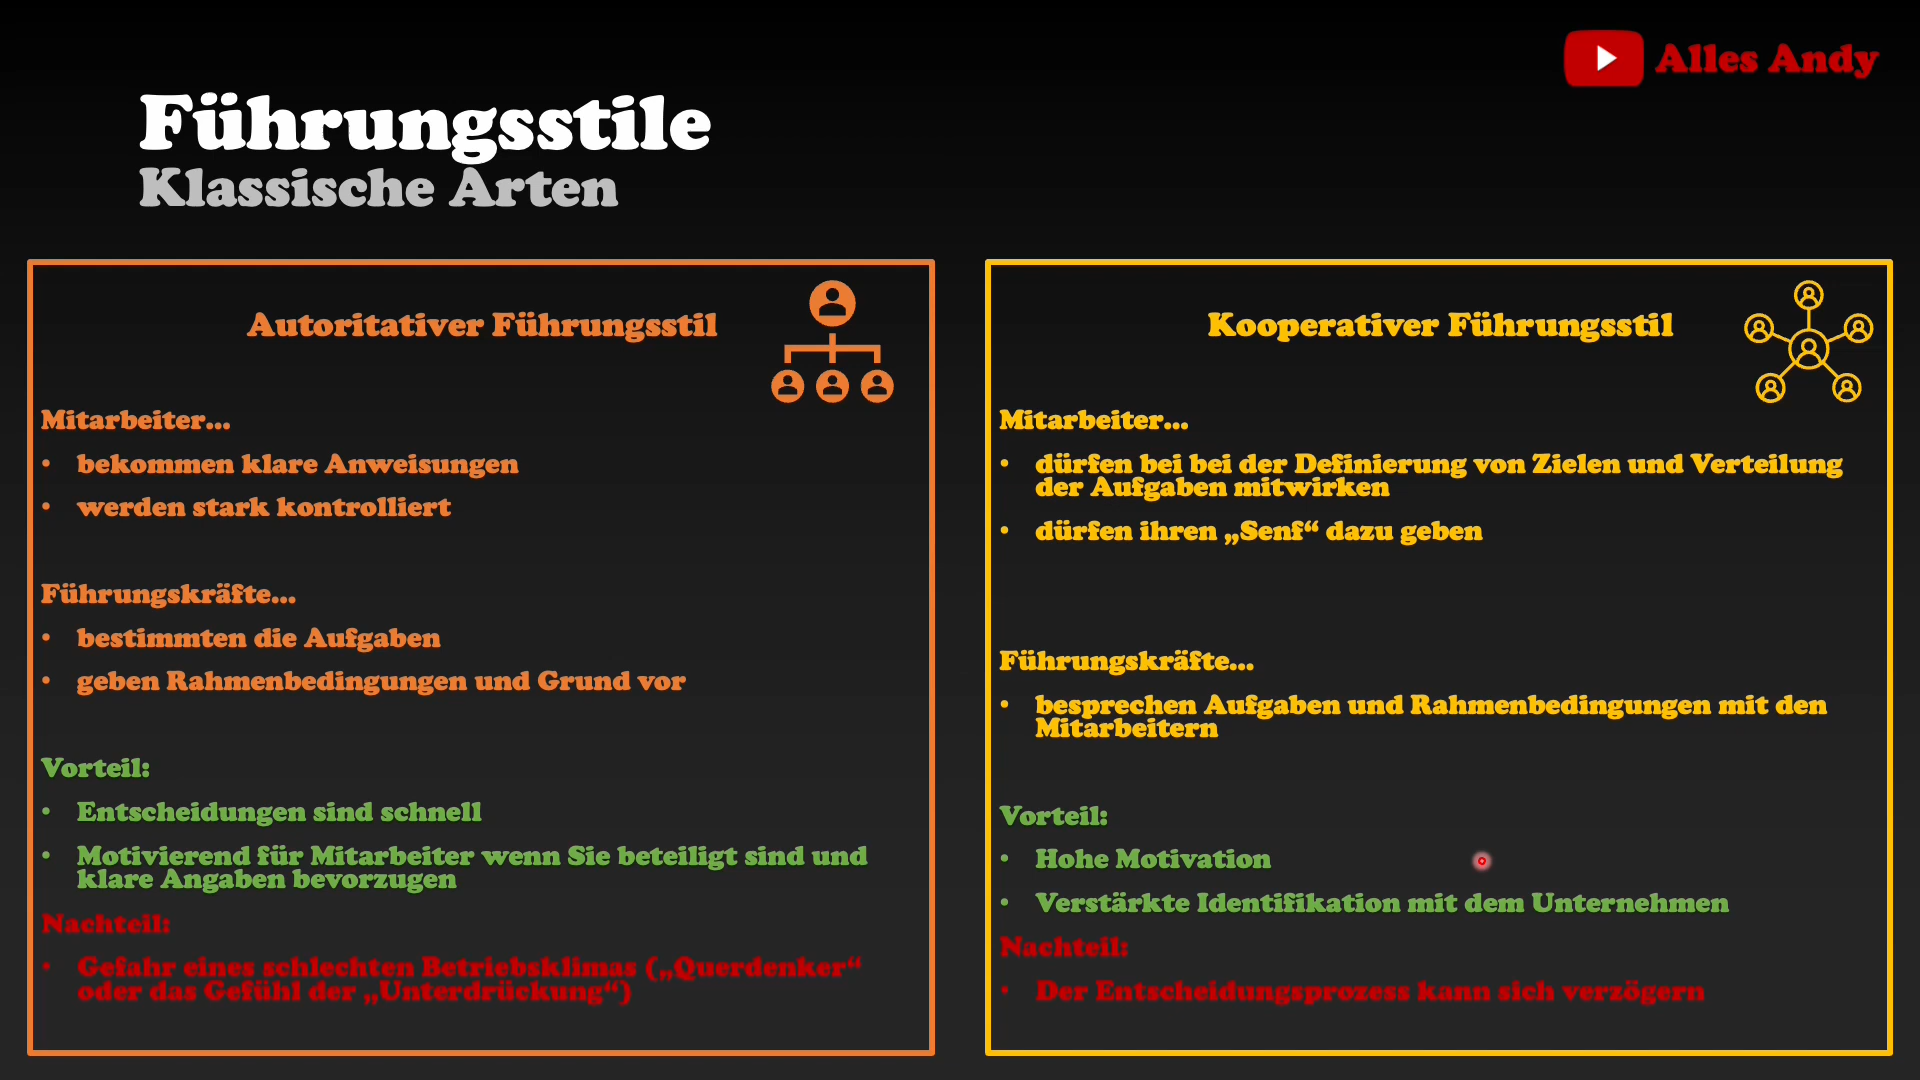 Alles Andy
Führungsstile
Klassische Arten
Autoritativer Führungsstil
Mitarbeiter...
• bekommen klare Anweisungen
• werden stark kontrolliert
Führungskräfte...
• bestimmten die Aufgaben
• geben Rahmenbedingungen und Grund vor
Vorteil:
• Entscheidungen sind schnell
• Motivierend für Mitarbeiter wenn Sie beteiligt sind und
klare Angaben bevorzugen
Nachteil:
• Gefahr eines schlechten Betriebsklimas („Querdenker“
oder das Gefühl der „Unterdrückung“)
Kooperativer Führungsstil
Mitarbeiter...
• dürfen bei bei der Definierung von Zielen und Verteilung
der Aufgaben mitwirken
• dürfen ihren „Senf“ dazu geben
Führungskräfte...
• besprechen Aufgaben und Rahmenbedingungen mit den
Mitarbeitern
Vorteil:
• Hohe Motivation
• Verstärkte Identifikation mit dem Unternehmen
Nachteil:
• Der Entscheidungsprozess kann sich verzögern